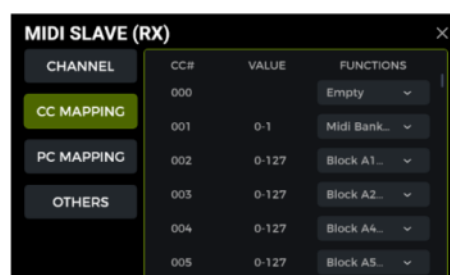 MIDI SLAVE (RX) ×
CHANNEL
CC MAPPING
PC MAPPING
OTHERS
CC# VALUE FUNCTIONS
000 Empty
001 0-1 Midi Bank...
002 0-127 Block A1...
003 0-127 Block A2...
004 0-127 Block A4...
005 0-127 Block A5...